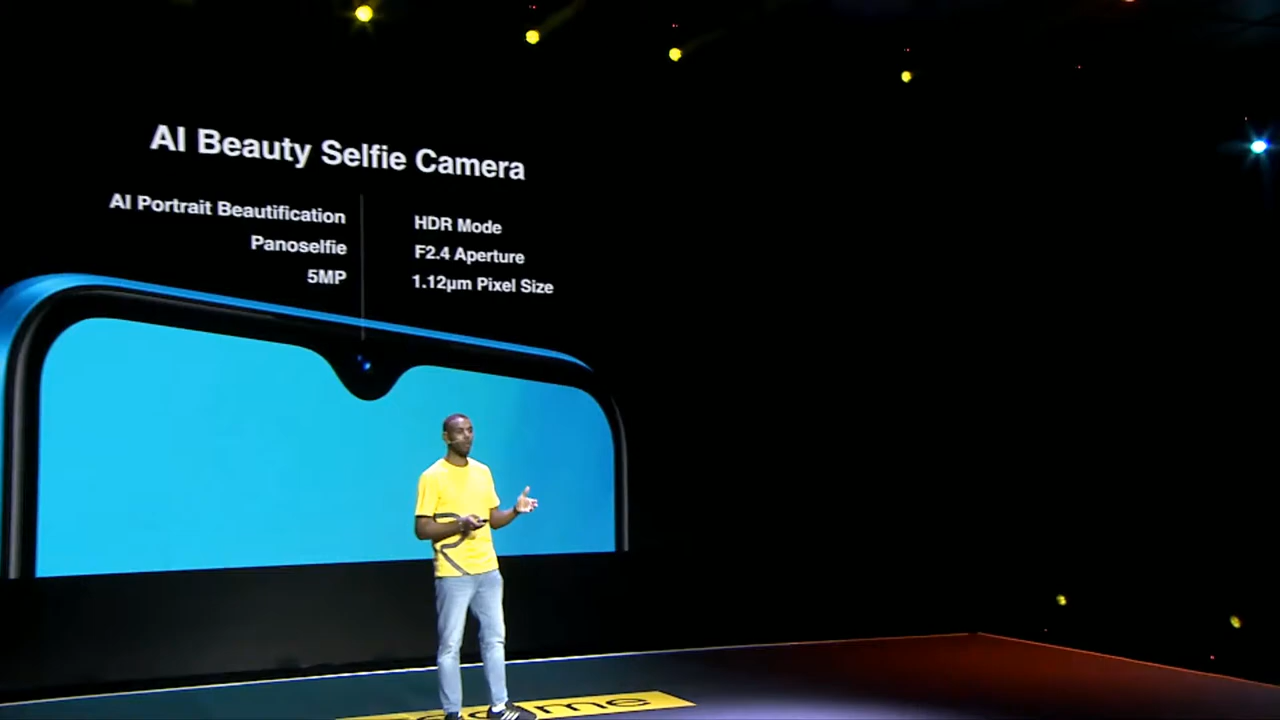 AI Beauty Selfie Camera
AI Portrait Beautification
Panoselfie
5MP
HDR Mode
F2.4 Aperture
1.12µm Pixel Size